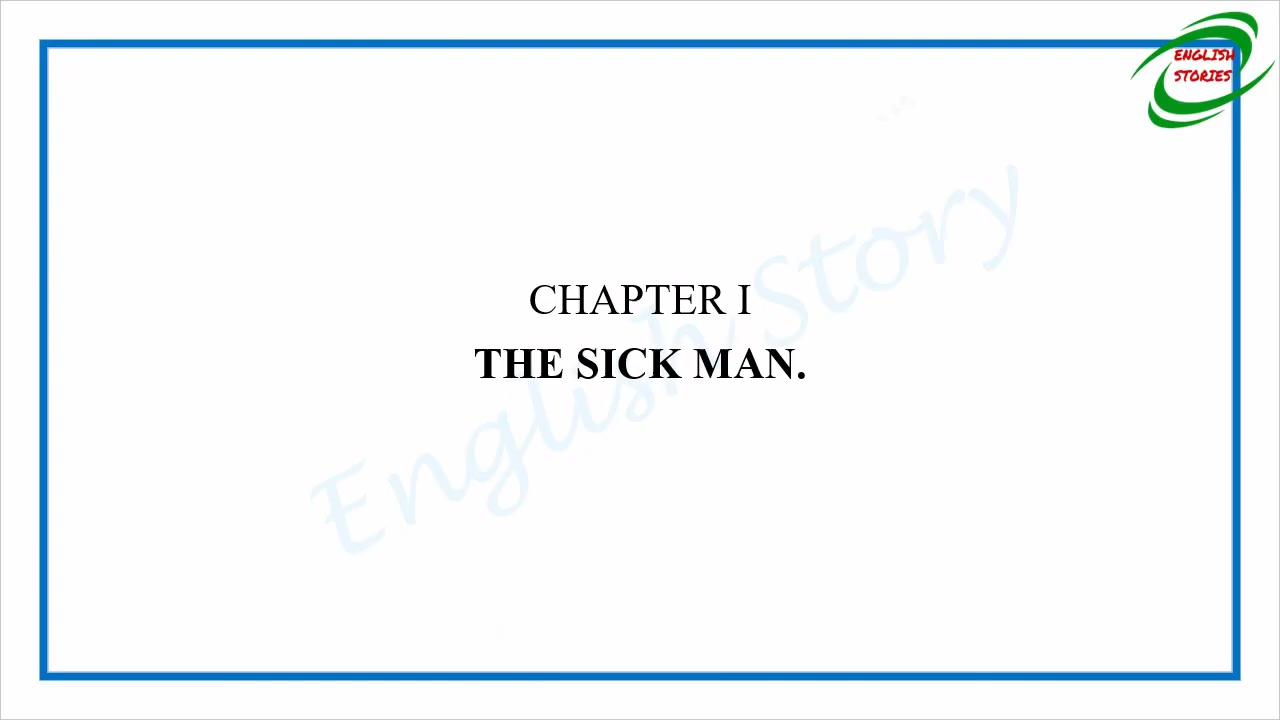 ENGLISH
STORIES
CHAPTER I
THE SICK MAN.
English Story